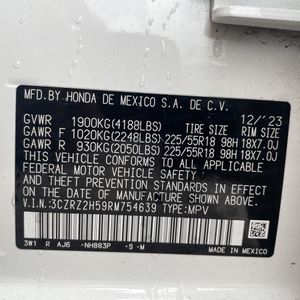 MFD.BY HONDA DE MEXICO S.A. DE C.V.
12/'23
GVWR 1900KG(4188LBS) TIRE SIZE RIM SIZE
GAWR F 1020KG(2248LBS) 225/55R18 98H 18X7.0J
GAWR R 930KG(2050LBS) 225/55R18 98H 18X7.0J
THIS VEHICLE CONFORMS TO ALL APPLICABLE
FEDERAL MOTOR VEHICLE SAFETY STANDARDS
IN EFFECT ON THE DATE OF MANUFACTURE SHOWN ABOVE.
V.I.N.:3CZRZ2H59RM754639 TYPE:MPV
3W1 R AJ6 -NH883P -S -M
MADE IN MEXICO